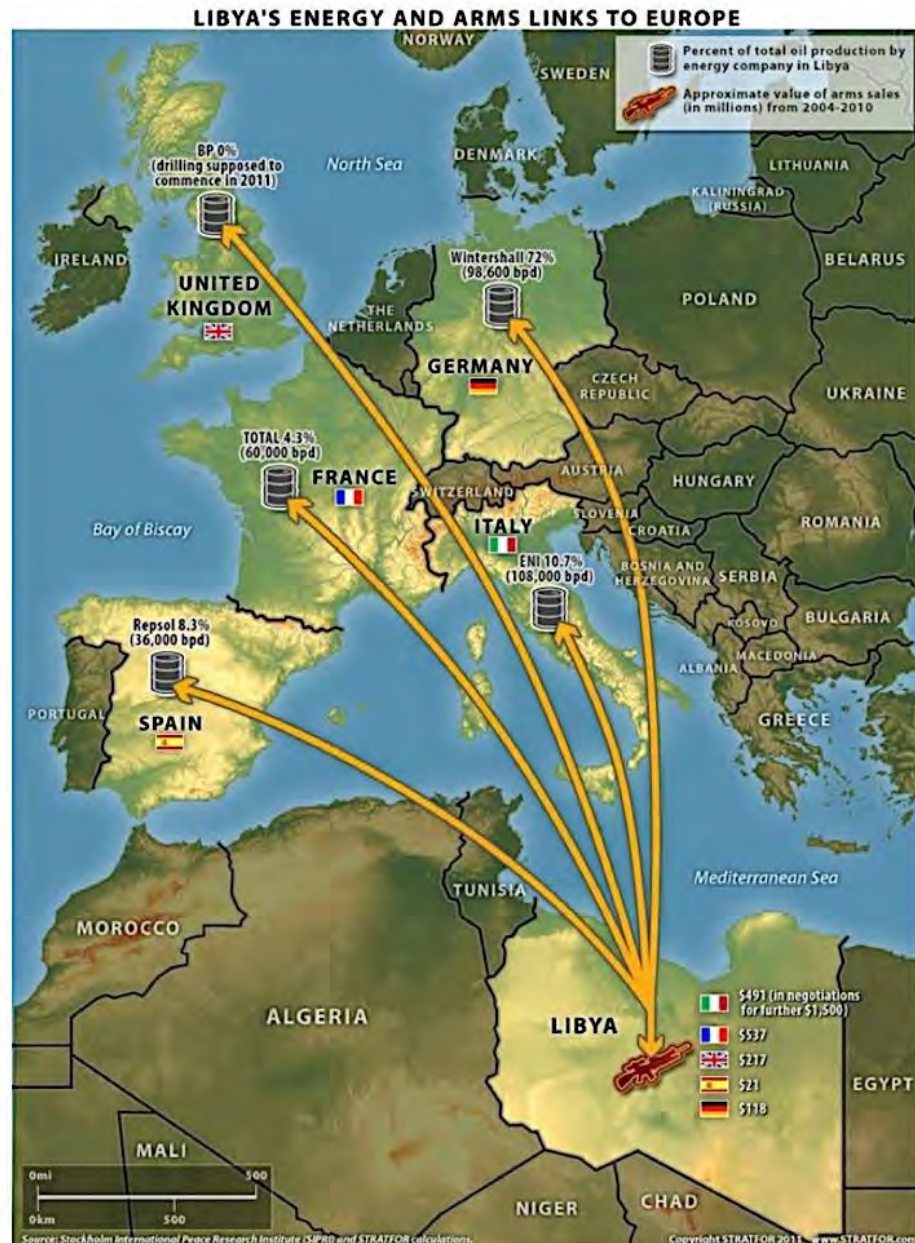 LIBYA'S ENERGY AND ARMS LINKS TO EUROPE
NORWAY
SWEDEN
Percent of total oil production by
energy company in Libya
Approximate value of arms sales
(in millions) from 2004-2010
BP 0%
(drilling supposed to
commence in 2011)
North Sea
DENMARK
LITHUANIA
KALININGRAD
(RUSSIA)
IRELAND
UNITED
KINGDOM
THE
NETHERLANDS
Wintershall 72%
(98,600 bpd)
GERMANY
POLAND
BELARUS
CZECH
REPUBLIC
UKRAINE
TOTAL 4.3%
(60,000 bpd)
FRANCE
SWITZERLAND
AUSTRIA
HUNGARY
SLOVENIA
CROATIA
ROMANIA
Bay of Biscay
ITALY
ENI 10.7%
(108,000 bpd)
BOSNIA AND
HERZEGOVINA
SERBIA
KOSOVO
BULGARIA
MACEDONIA
ALBANIA
GREECE
Repsol 8.3%
(36,000 bpd)
PORTUGAL
SPAIN
Mediterranean Sea
TUNISIA
MOROCCO
ALGERIA
LIBYA
$491 (in negotiations
for further $1,500)
$537
$217
$21
$118
EGYPT
MALI
NIGER
CHAD
0mi 500
0km 500
Source: Stockholm International Peace Research Institute (SIPRI) and STRATFOR calculations.
Copyright STRATFOR 2011 www.STRATFOR.com